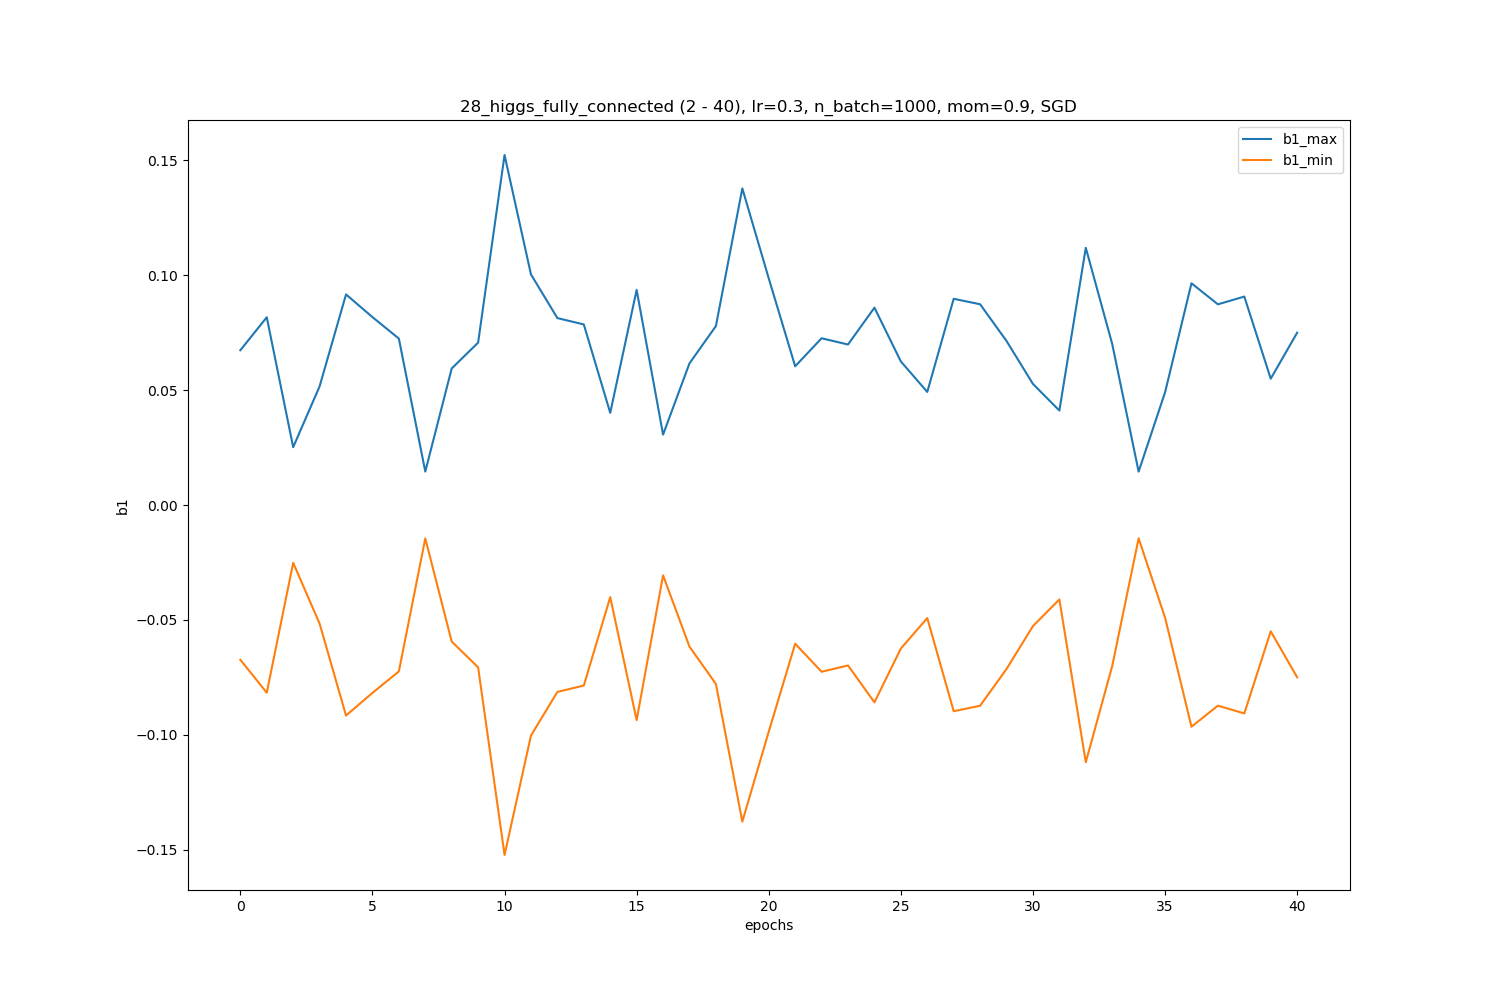 28_higgs_fully_connected (2 - 40), lr=0.3, n_batch=1000, mom=0.9, SGD
b1_max
b1_min
0.15
0.10
0.05
0.00
−0.05
−0.10
−0.15
b1
0 5 10 15 20 25 30 35 40
epochs